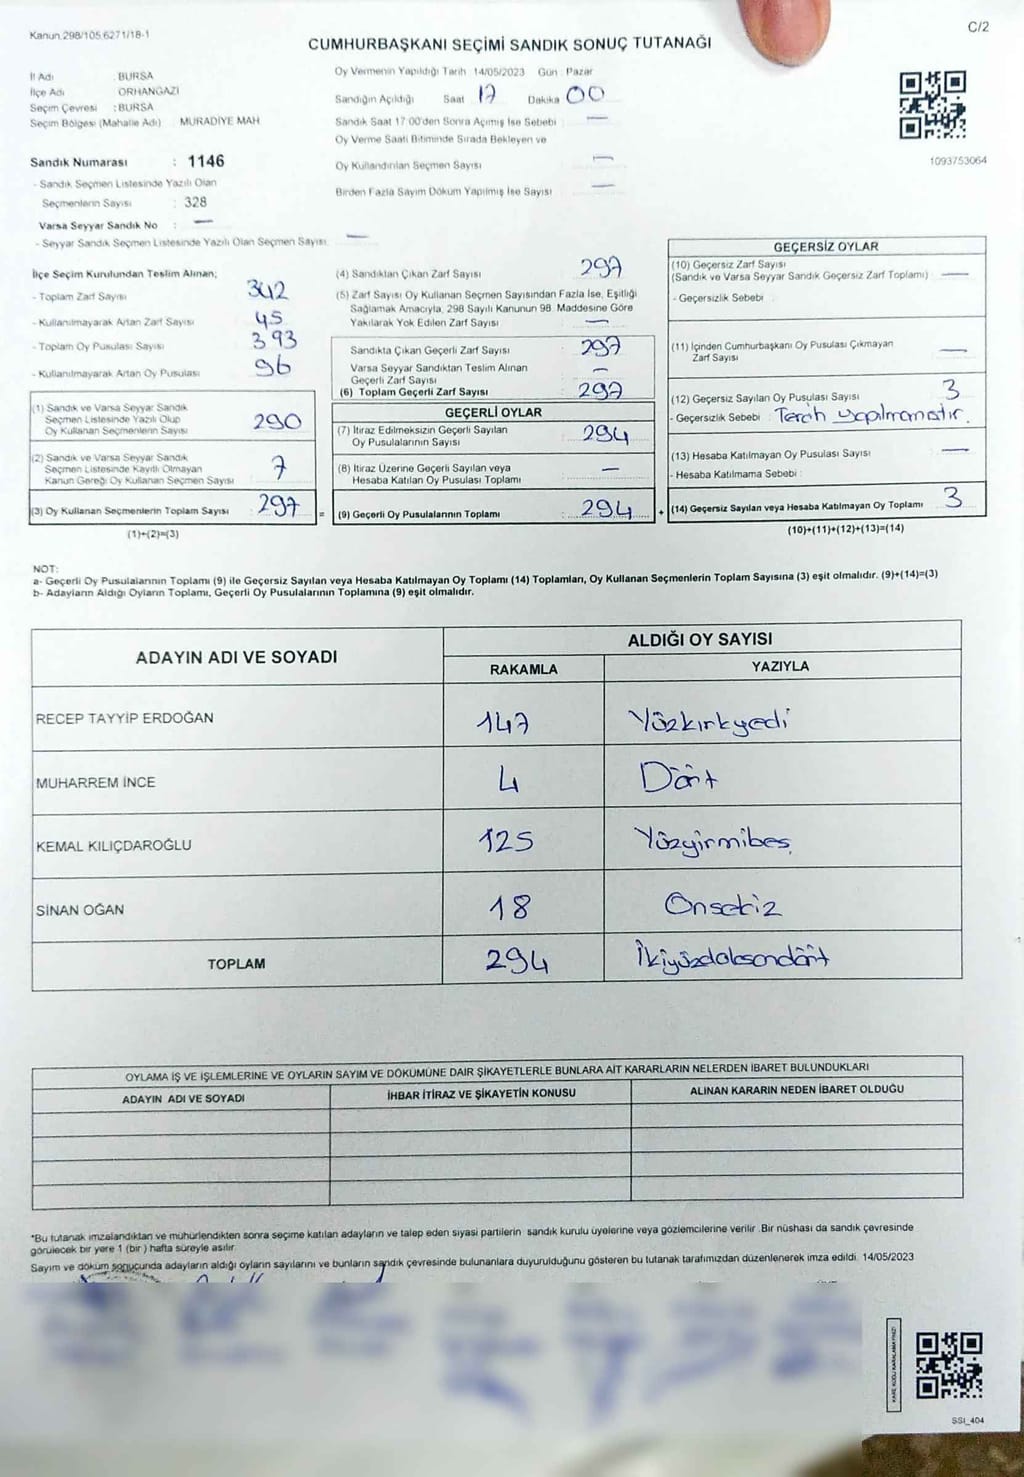 Kanun,298/105,6271/18-1
C/2
CUMHURBAŞKANI SEÇİMİ SANDIK SONUÇ TUTANAĞI
İl Adı : BURSA
İlçe Adı : ORHANGAZİ
Seçim Çevresi : BURSA
Seçim Bölgesi (Mahalle Adı) : MURADİYE MAH
Sandık Numarası : 1146
- Sandık Seçmen Listesinde Yazılı Olan
Seçmenlerin Sayısı : 328
Varsa Seyyar Sandık No : —
- Seyyar Sandık Seçmen Listesinde Yazılı Olan Seçmen Sayısı: —
Oy Vermenin Yapıldığı Tarih : 14/05/2023 Gün : Pazar
Sandığın Açıldığı Saat 17 Dakika 00
Sandık Saat 17:00'den Sonra Açımış İse Sebebi : —
Oy Verme Saati Bitiminde Sırada Bekleyen ve
Oy Kullandırılan Seçmen Sayısı : —
Birden Fazla Sayım Döküm Yapılmış İse Sayısı : —
1093753064
İlçe Seçim Kurulundan Teslim Alınan;
- Toplam Zarf Sayısı 342
- Kullanılmayarak Artan Zarf Sayısı 45
- Toplam Oy Pusulası Sayısı 393
- Kullanılmayarak Artan Oy Pusulası 96
(1) Sandık ve Varsa Seyyar Sandık
Seçmen Listesinde Yazılı Olup
Oy Kullanan Seçmenlerin Sayısı 290
(2) Sandık ve Varsa Seyyar Sandık
Seçmen Listesinde Kayıtlı Olmayan
Kanun Gereği Oy Kullanan Seçmen Sayısı 7
(3) Oy Kullanan Seçmenlerin Toplam Sayısı 297 =
(1)+(2)=(3)
(4) Sandıktan Çıkan Zarf Sayısı 297
(5) Zarf Sayısı Oy Kullanan Seçmen Sayısından Fazla İse, Eşitliği
Sağlamak Amacıyla, 298 Sayılı Kanunun 98. Maddesine Göre
Yakılarak Yok Edilen Zarf Sayısı —
Sandıkta Çıkan Geçerli Zarf Sayısı 297
Varsa Seyyar Sandıktan Teslim Alınan
Geçerli Zarf Sayısı —
(6) Toplam Geçerli Zarf Sayısı 297
GEÇERLİ OYLAR
(7) İtiraz Edilmeksizin Geçerli Sayılan
Oy Pusulalarının Sayısı 294
(8) İtiraz Üzerine Geçerli Sayılan veya
Hesaba Katılan Oy Pusulası Toplamı —
(9) Geçerli Oy Pusulalarının Toplamı 294 +
GEÇERSİZ OYLAR
(10) Geçersiz Zarf Sayısı
(Sandık ve Varsa Seyyar Sandık Geçersiz Zarf Toplamı) —
- Geçersizlik Sebebi :
(11) İçinden Cumhurbaşkanı Oy Pusulası Çıkmayan
Zarf Sayısı —
(12) Geçersiz Sayılan Oy Pusulası Sayısı 3
- Geçersizlik Sebebi : Tercih yapılmamıştır.
(13) Hesaba Katılmayan Oy Pusulası Sayısı —
- Hesaba Katılmama Sebebi :
(14) Geçersiz Sayılan veya Hesaba Katılmayan Oy Toplamı 3
(10)+(11)+(12)+(13)=(14)
NOT:
a- Geçerli Oy Pusulalarının Toplamı (9) ile Geçersiz Sayılan veya Hesaba Katılmayan Oy Toplamı (14) Toplamları, Oy Kullanan Seçmenlerin Toplam Sayısına (3) eşit olmalıdır. (9)+(14)=(3)
b- Adayların Aldığı Oyların Toplamı, Geçerli Oy Pusulalarının Toplamına (9) eşit olmalıdır.
ADAYIN ADI VE SOYADI ALDIĞI OY SAYISI
RAKAMLA YAZIYLA
RECEP TAYYİP ERDOĞAN 147 Yüzkırkyedi
MUHARREM İNCE 4 Dört
KEMAL KILIÇDAROĞLU 125 Yüzyirmibeş
SİNAN OĞAN 18 Onsekiz
TOPLAM 294 İkiyüzdoksandört
OYLAMA İŞ VE İŞLEMLERİNE VE OYLARIN SAYIM VE DÖKÜMÜNE DAİR ŞİKAYETLERLE BUNLARA AİT KARARLARIN NELERDEN İBARET BULUNDUKLARI
ADAYIN ADI VE SOYADI İHBAR İTİRAZ VE ŞİKAYETİN KONUSU ALINAN KARARIN NEDEN İBARET OLDUĞU
*Bu tutanak imzalandıktan ve mühürlendikten sonra seçime katılan adayların ve talep eden siyasi partilerin sandık kurulu üyelerine veya gözlemcilerine verilir. Bir nüshası da sandık çevresinde
görülecek bir yere 1 (bir ) hafta süreyle asılır.
Sayım ve döküm sonucunda adayların aldığı oyların sayılarını ve bunların sandık çevresinde bulunanlara duyurulduğunu gösteren bu tutanak tarafımızdan düzenlenerek imza edildi. 14/05/2023
KARE KODU KARALAMAYINIZ!
SSI_404